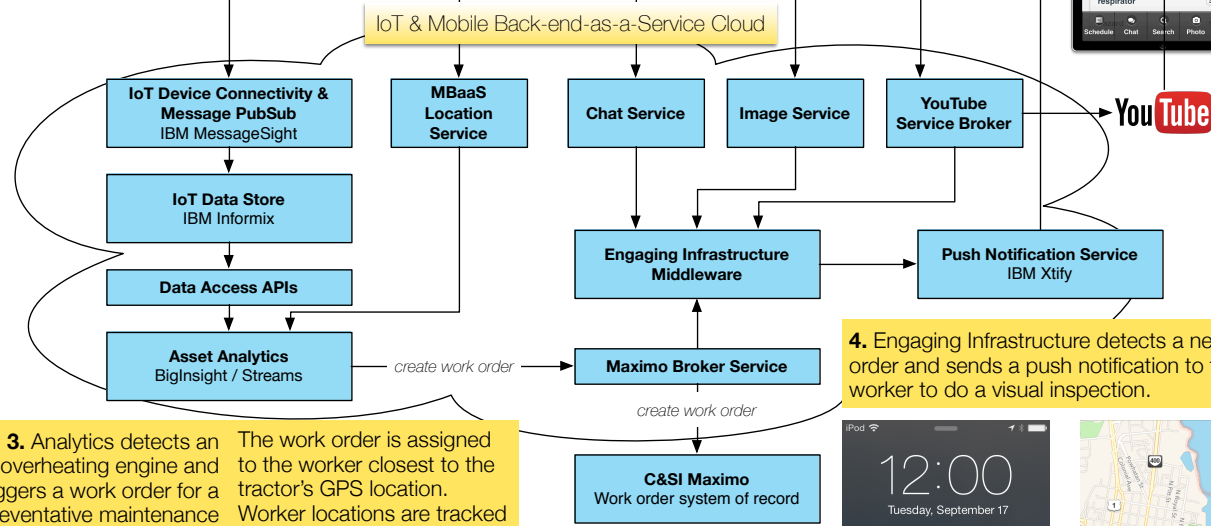 respirator
Schedule Chat Search Photo
IoT & Mobile Back-end-as-a-Service Cloud
IoT Device Connectivity &
Message PubSub
IBM MessageSight
MBaaS
Location
Service
Chat Service
Image Service
YouTube
Service Broker
YouTube
IoT Data Store
IBM Informix
Engaging Infrastructure
Middleware
Push Notification Service
IBM Xtify
Data Access APIs
Asset Analytics
BigInsight / Streams
create work order
Maximo Broker Service
create work order
C&SI Maximo
Work order system of record
4. Engaging Infrastructure detects a ne
order and sends a push notification to
worker to do a visual inspection.
3. Analytics detects an
overheating engine and
ggers a work order for a
eventative maintenance
The work order is assigned
to the worker closest to the
tractor's GPS location.
Worker locations are tracked
iPod
12:00
Tuesday, September 17
400
1